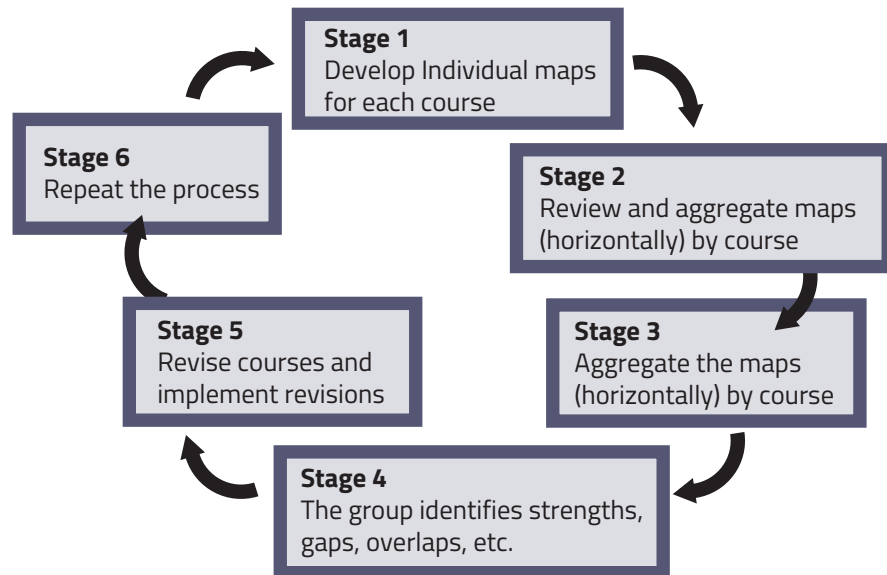 Stage 1
Develop Individual maps
for each course
Stage 2
Review and aggregate maps
(horizontally) by course
Stage 3
Aggregate the maps
(horizontally) by course
Stage 4
The group identifies strengths,
gaps, overlaps, etc.
Stage 5
Revise courses and
implement revisions
Stage 6
Repeat the process